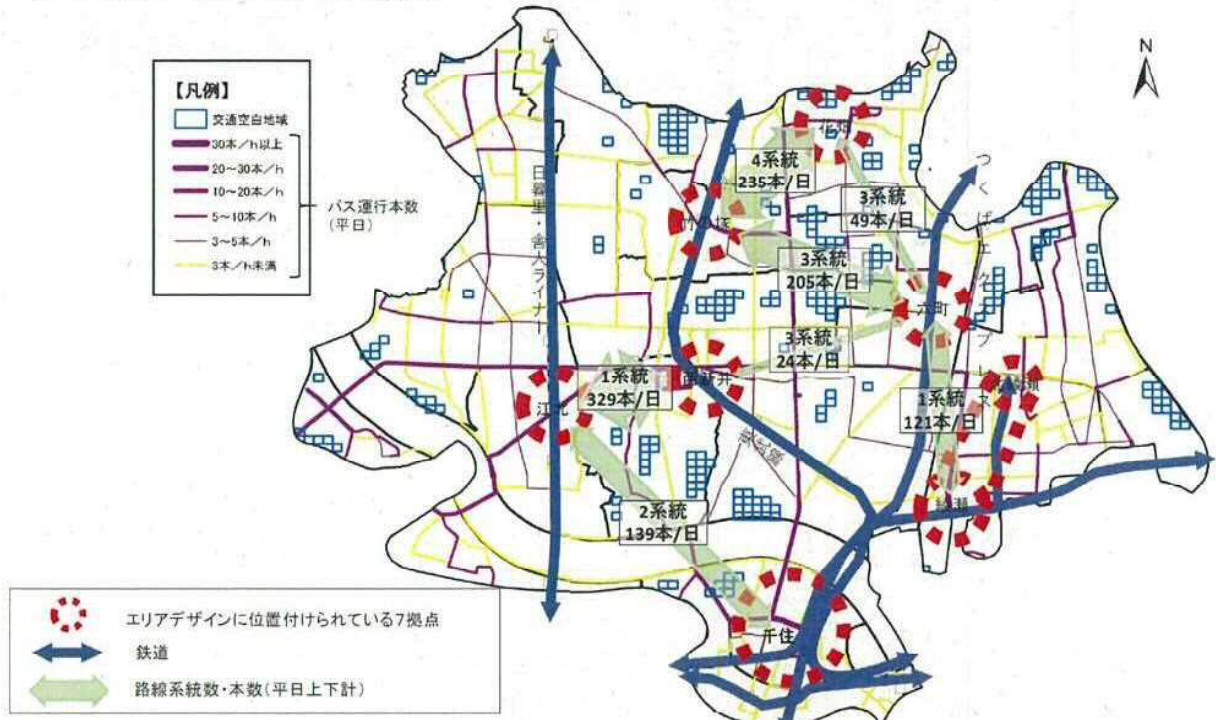 N
【凡例】
交通空白地域
30本／h以上
20～30本／h
10～20本／h
5～10本／h
3～5本／h
3本／h未満
バス運行本数
(平日)
日暮里・舎人ライナー
つくばエクスプレス
花畑
4系統
235本/日
3系統
49本/日
竹の塚
3系統
205本/日
六町
3系統
24本/日
西新井
1系統
329本/日
江北
1系統
121本/日
北綾瀬
綾瀬
2系統
139本/日
千住
エリアデザインに位置付けられている7拠点
鉄道
路線系統数・本数(平日上下計)